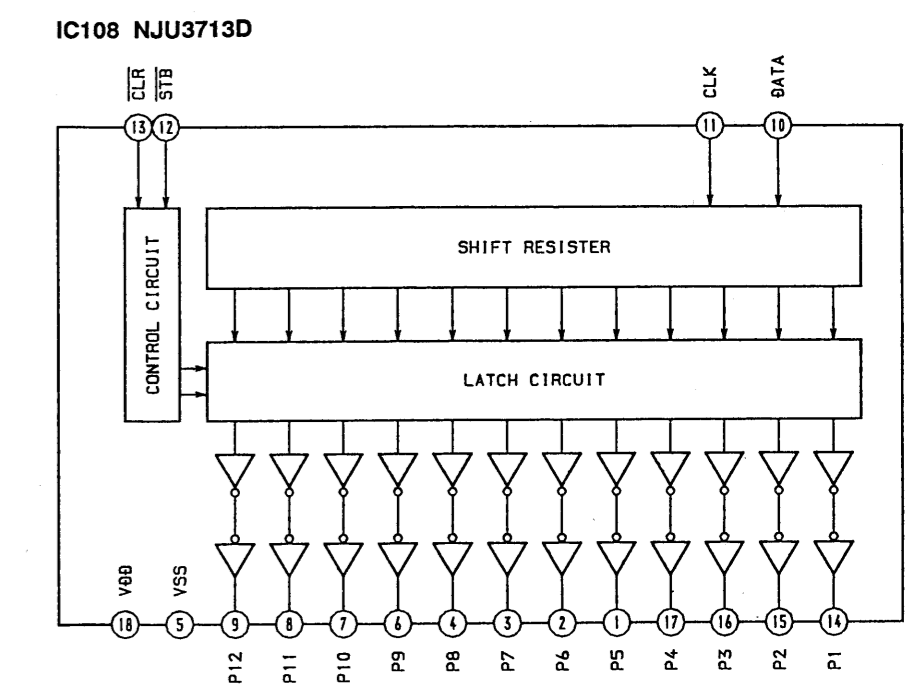 IC108 NJU3713D
CLR
STB
CLK
DATA
13
12
11
10
SHIFT RESISTER
CONTROL CIRCUIT
LATCH CIRCUIT
VDD
VSS
18
5
9
8
7
6
4
3
2
1
17
16
15
14
P12
P11
P10
P9
P8
P7
P6
P5
P4
P3
P2
P1